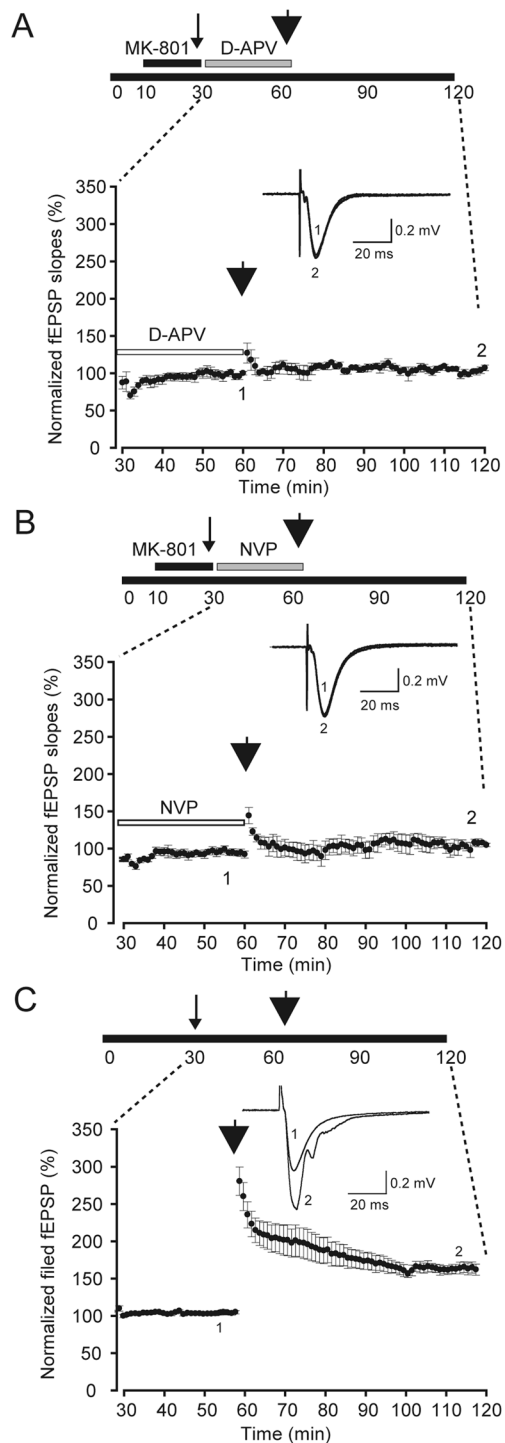 A
MK-801 D-APV
0 10 30 60 90 120
Normalized fEPSP slopes (%)
350
300
250
200
150
100
50
0
1
2
0.2 mV
20 ms
D-APV
1
2
30 40 50 60 70 80 90 100 110 120
Time (min)
B
MK-801 NVP
0 10 30 60 90 120
Normalized fEPSP slopes (%)
350
300
250
200
150
100
50
0
1
2
0.2 mV
20 ms
NVP
1
2
30 40 50 60 70 80 90 100 110 120
Time (min)
C
0 30 60 90 120
Normalized filed fEPSP (%)
350
300
250
200
150
100
50
0
1
2
0.2 mV
20 ms
1
2
30 40 50 60 70 80 90 100 110 120
Time (min)